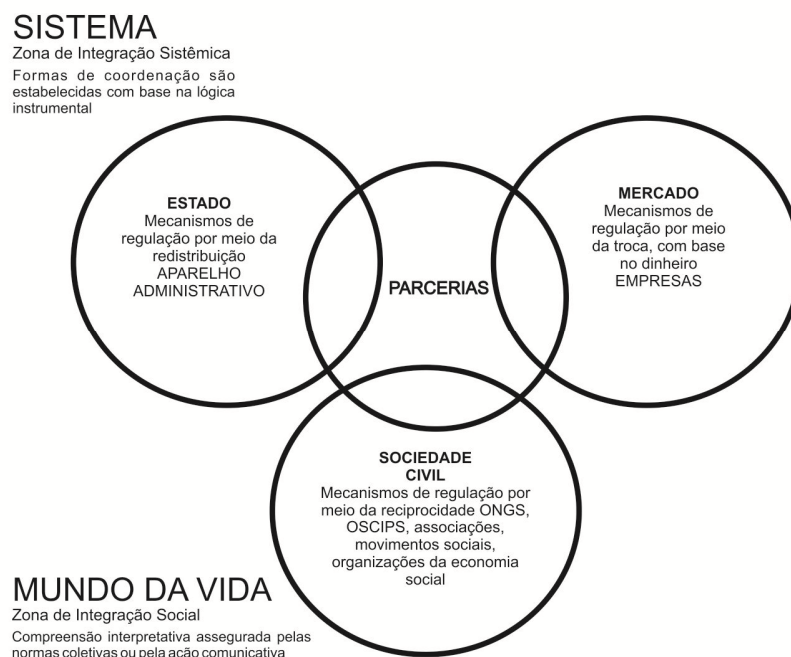 SISTEMA
Zona de Integração Sistêmica
Formas de coordenação são
estabelecidas com base na lógica
instrumental
ESTADO
Mecanismos de
regulação por meio da
redistribuição
APARELHO
ADMINISTRATIVO
PARCERIAS
MERCADO
Mecanismos de
regulação por meio
da troca, com base
no dinheiro
EMPRESAS
SOCIEDADE
CIVIL
Mecanismos de regulação por
meio da reciprocidade ONGS,
OSCIPS, associações,
movimentos sociais,
organizações da economia
social
MUNDO DA VIDA
Zona de Integração Social
Compreensão interpretativa assegurada pelas
normas coletivas ou pela ação comunicativa